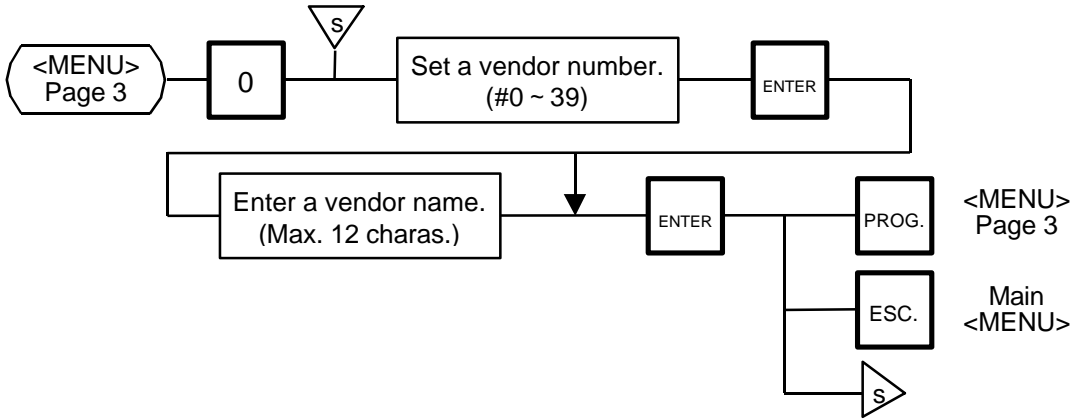 s
<MENU>
Page 3
0
Set a vendor number.
(#0 ~ 39)
ENTER
Enter a vendor name.
(Max. 12 charas.)
ENTER
PROG.
<MENU>
Page 3
ESC.
Main
<MENU>
s